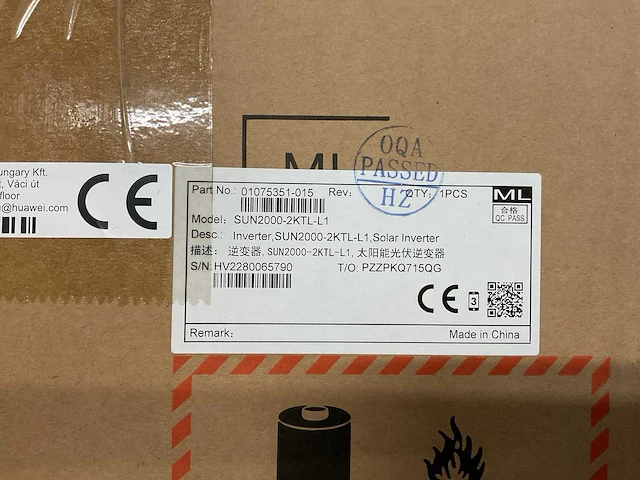 ungary Kft.
, Váci út
floor
@huawei.com
CE
ML
OQA
PASSED
HZ
Part No.: 01075351-015 Rev: QTY: 1PCS
ML
合格
QC PASS
Model: SUN2000-2KTL-L1
Desc.: Inverter,SUN2000-2KTL-L1,Solar Inverter
描述: 逆变器, SUN2000-2KTL-L1, 太阳能光伏逆变器
S/N: HV2280065790 T/O: PZZPKQ715QG
CE 3
Remark: Made in China